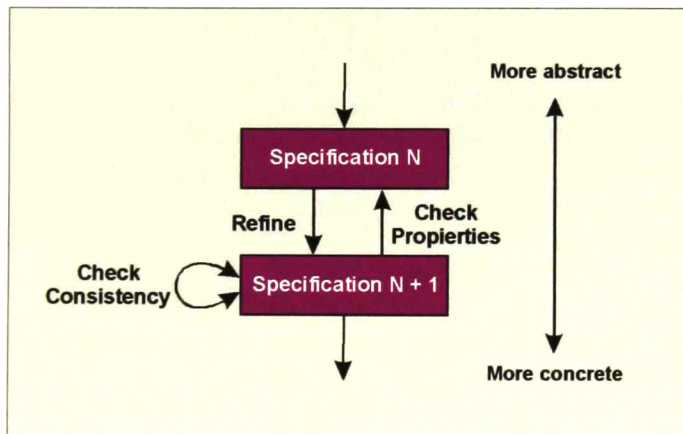 More abstract
Specification N
Refine
Check
Propierties
Check
Consistency
Specification N + 1
More concrete